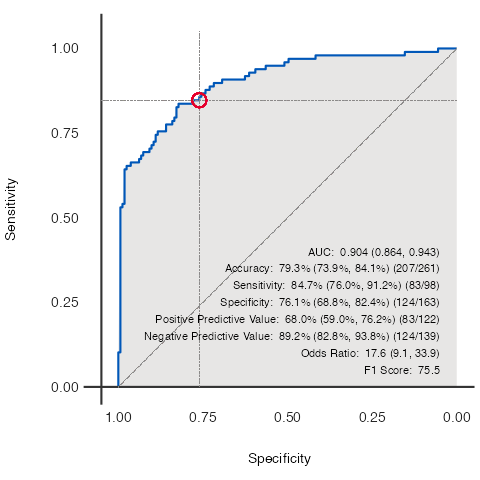 1.00
0.75
0.50
0.25
0.00
Sensitivity
AUC: 0.904 (0.864, 0.943)
Accuracy: 79.3% (73.9%, 84.1%) (207/261)
Sensitivity: 84.7% (76.0%, 91.2%) (83/98)
Specificity: 76.1% (68.8%, 82.4%) (124/163)
Positive Predictive Value: 68.0% (59.0%, 76.2%) (83/122)
Negative Predictive Value: 89.2% (82.8%, 93.8%) (124/139)
Odds Ratio: 17.6 (9.1, 33.9)
F1 Score: 75.5
1.00 0.75 0.50 0.25 0.00
Specificity